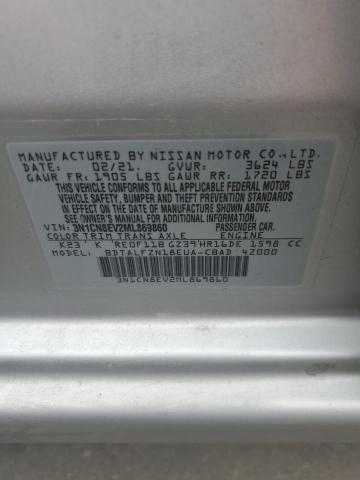 MANUFACTURED BY NISSAN MOTOR CO.,LTD.
DATE: 02/21. GVWR: 3624 LBS
GAWR FR: 1905 LBS GAWR RR: 1720 LBS
THIS VEHICLE CONFORMS TO ALL APPLICABLE FEDERAL MOTOR
VEHICLE SAFETY, BUMPER AND THEFT PREVENTION STANDARDS
IN EFFECT ON THE DATE OF MANUFACTURE SHOWN ABOVE.
SEE OWNERS MANUAL FOR ADDITIONAL INFORMATION.
VIN: 3N1CN8EV2ML869860 PASSENGER CAR
COLOR TRIM TRANS AXLE ENGINE
K23 K RE0F11B GZ39 HR16DE 1598 CC
BDTALFZN18EUA-CBAD 4Z000
3N1CN8EV2ML869860